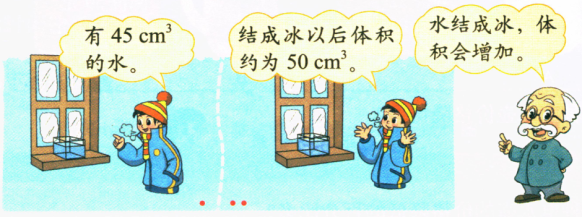 有 45 cm³
的水。
结成冰以后体积
约为 50 cm³。
水结成冰，体
积会增加。